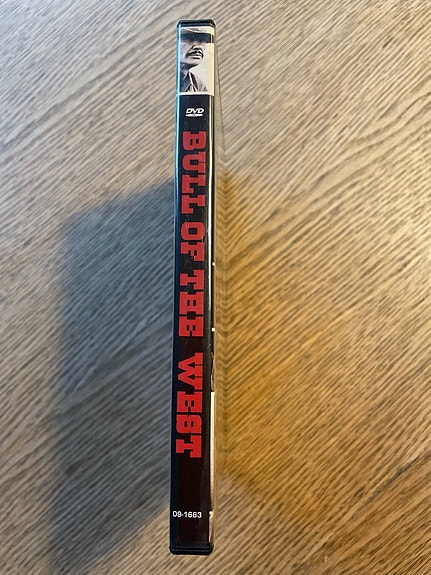 DVD
BULL OF THE WEST
09-1663